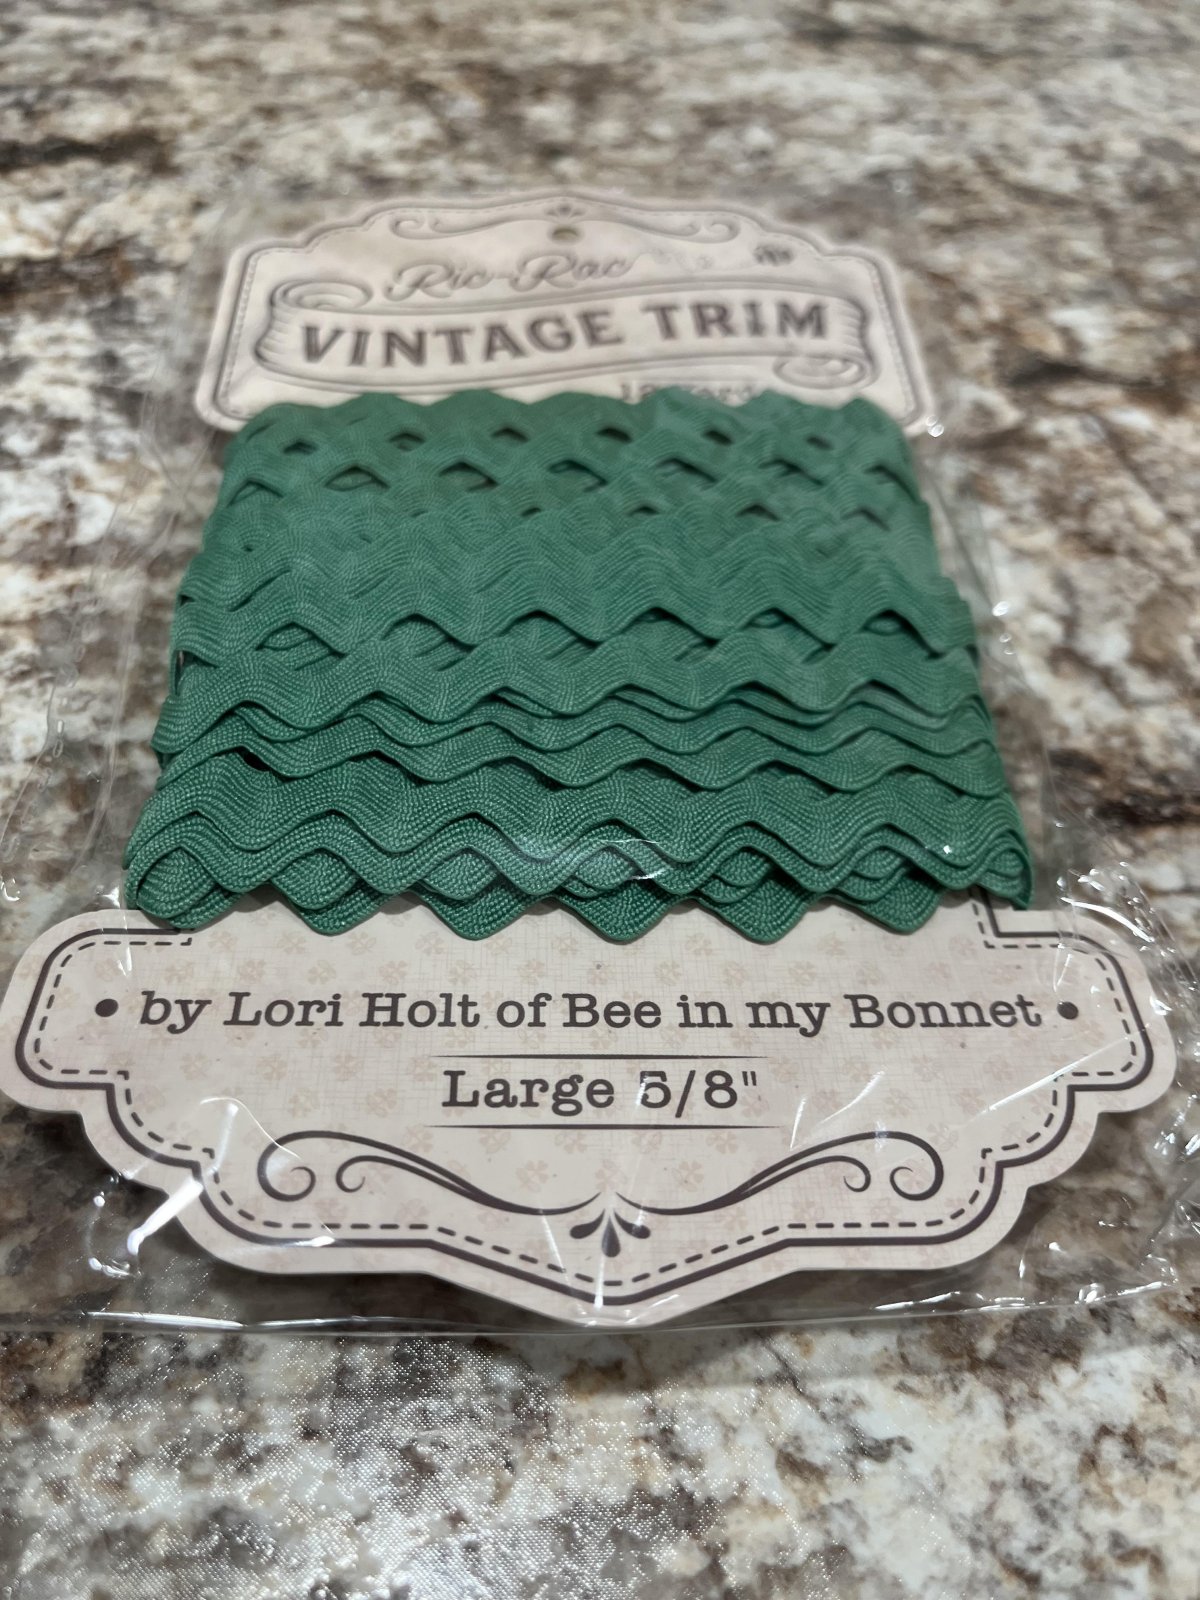 Ric-Rac
VINTAGE TRIM
• by Lori Holt of Bee in my Bonnet •
Large 5/8"